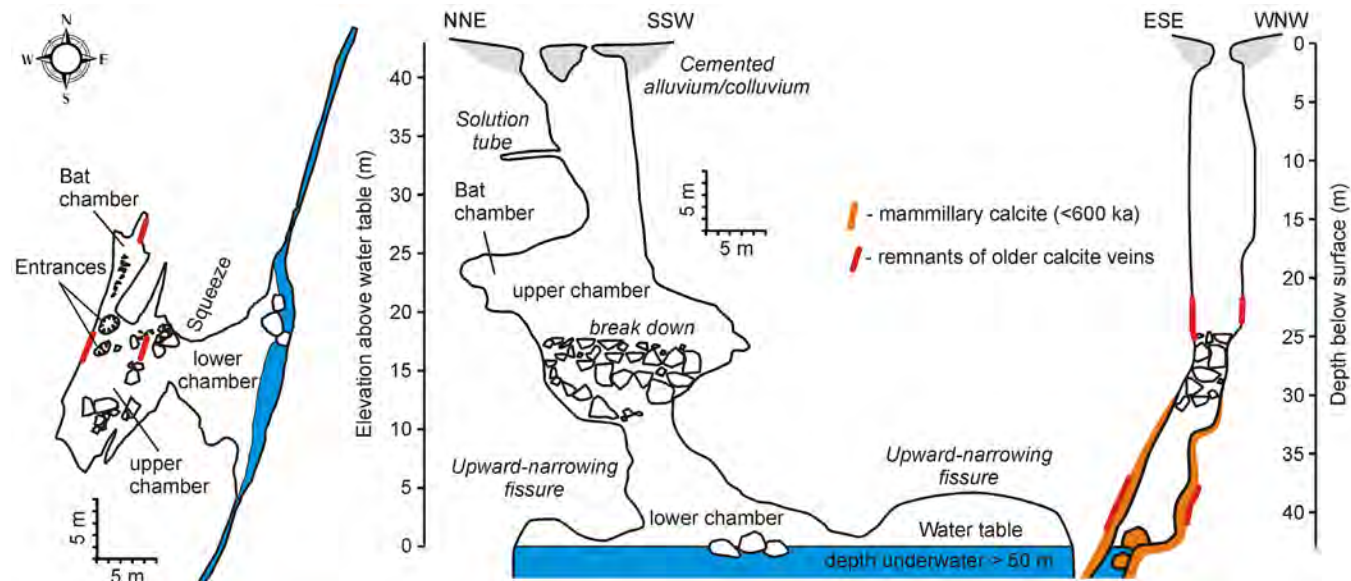 N
W E
S
Bat
chamber
Entrances
Squeeze
lower
chamber
upper
chamber
5 m
5 m
NNE SSW
Elevation above water table (m)
40
35
30
25
20
15
10
5
0
Cemented
alluvium/colluvium
Solution
tube
Bat
chamber
5 m
5 m
upper chamber
break down
Upward-narrowing
fissure
lower chamber
Upward-narrowing
fissure
Water table
depth underwater > 50 m
- mammillary calcite (<600 ka)
- remnants of older calcite veins
ESE WNW
0
5
10
15
20
25
30
35
40
Depth below surface (m)